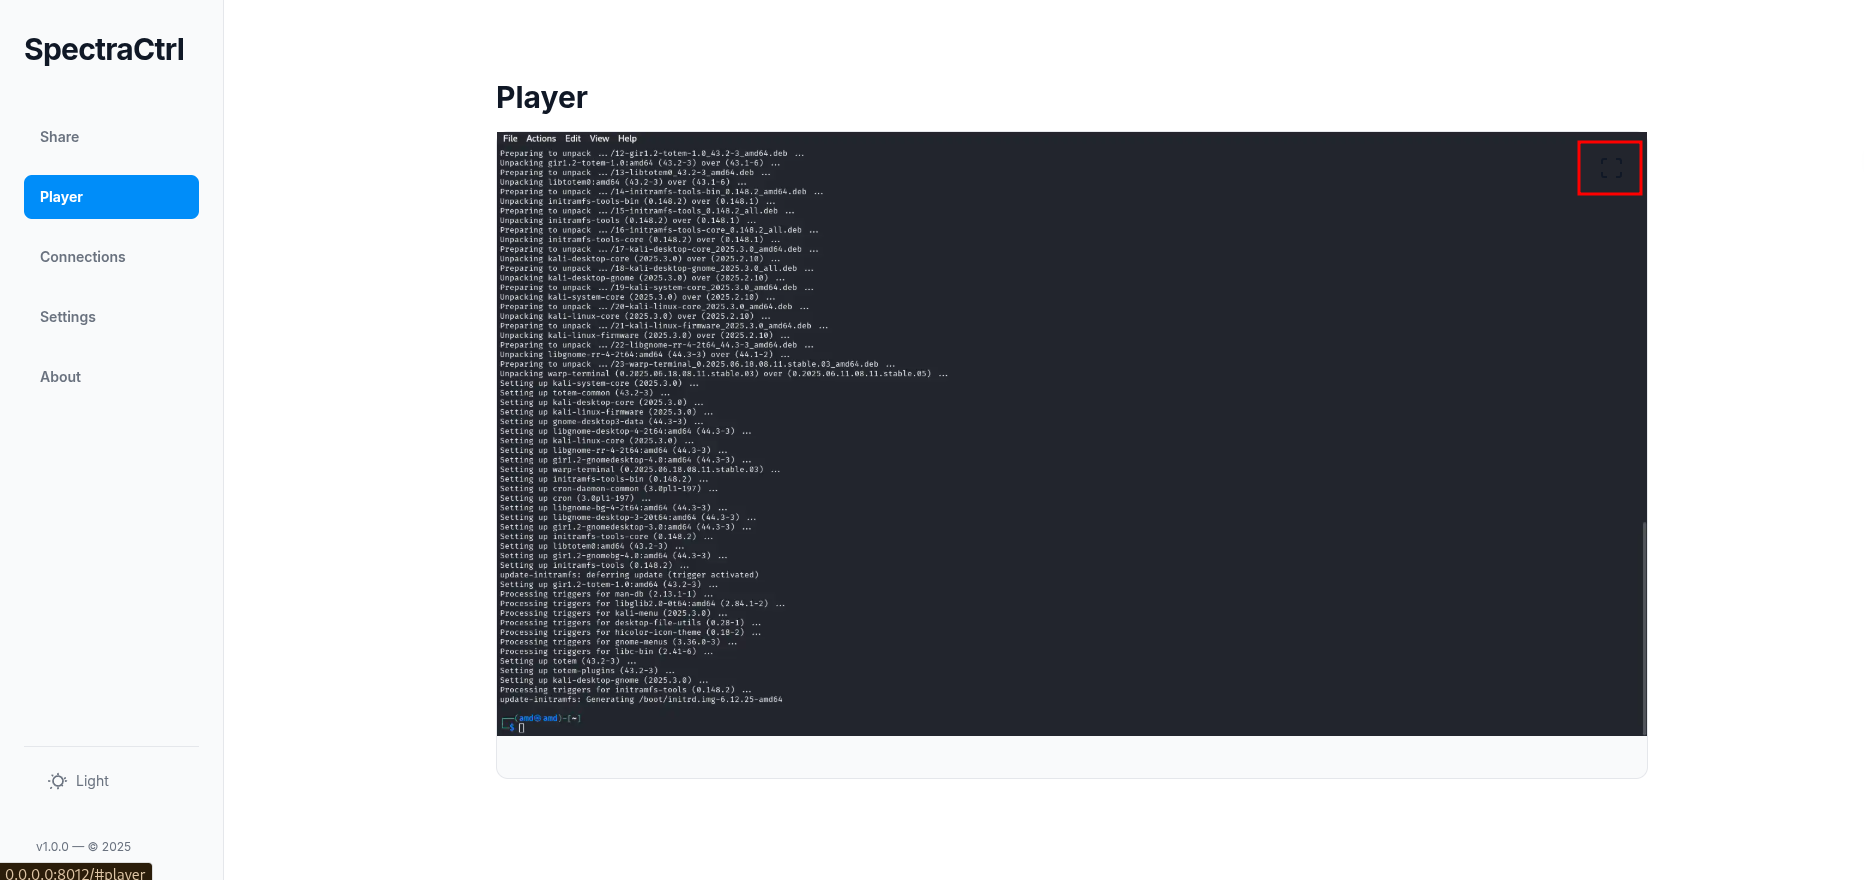 SpectraCtrl
Share
Player
Connections
Settings
About
Light
v1.0.0 — © 2025
0.0.0.0:8012/#player
Player
File Actions Edit View Help
Preparing to unpack .../12-gir1.2-totem-1.0_43.2-3_amd64.deb ...
Unpacking gir1.2-totem-1.0:amd64 (43.2-3) over (43.1-6) ...
Preparing to unpack .../13-libtotem0_43.2-3_amd64.deb ...
Unpacking libtotem0:amd64 (43.2-3) over (43.1-6) ...
Preparing to unpack .../14-initramfs-tools-bin_0.148.2_amd64.deb ...
Unpacking initramfs-tools-bin (0.148.2) over (0.148.1) ...
Preparing to unpack .../15-initramfs-tools_0.148.2_all.deb ...
Unpacking initramfs-tools (0.148.2) over (0.148.1) ...
Preparing to unpack .../16-initramfs-tools-core_0.148.2_all.deb ...
Unpacking initramfs-tools-core (0.148.2) over (0.148.1) ...
Preparing to unpack .../17-kali-desktop-core_2025.3.0_amd64.deb ...
Unpacking kali-desktop-core (2025.3.0) over (2025.2.10) ...
Preparing to unpack .../18-kali-desktop-gnome_2025.3.0_all.deb ...
Unpacking kali-desktop-gnome (2025.3.0) over (2025.2.10) ...
Preparing to unpack .../19-kali-system-core_2025.3.0_amd64.deb ...
Unpacking kali-system-core (2025.3.0) over (2025.2.10) ...
Preparing to unpack .../20-kali-linux-core_2025.3.0_amd64.deb ...
Unpacking kali-linux-core (2025.3.0) over (2025.2.10) ...
Preparing to unpack .../21-kali-linux-firmware_2025.3.0_amd64.deb ...
Unpacking kali-linux-firmware (2025.3.0) over (2025.2.10) ...
Preparing to unpack .../22-libgnome-rr-4-2t64_44.3-3_amd64.deb ...
Unpacking libgnome-rr-4-2t64:amd64 (44.3-3) over (44.1-2) ...
Preparing to unpack .../23-warp-terminal_0.2025.06.18.08.11.stable.03_amd64.deb ...
Unpacking warp-terminal (0.2025.06.18.08.11.stable.03) over (0.2025.06.11.08.11.stable.05) ...
Setting up kali-system-core (2025.3.0) ...
Setting up totem-common (43.2-3) ...
Setting up kali-desktop-core (2025.3.0) ...
Setting up kali-linux-firmware (2025.3.0) ...
Setting up gnome-desktop3-data (44.3-3) ...
Setting up libgnome-desktop-4-2t64:amd64 (44.3-3) ...
Setting up kali-linux-core (2025.3.0) ...
Setting up libgnome-rr-4-2t64:amd64 (44.3-3) ...
Setting up gir1.2-gnomedesktop-4.0:amd64 (44.3-3) ...
Setting up warp-terminal (0.2025.06.18.08.11.stable.03) ...
Setting up initramfs-tools-bin (0.148.2) ...
Setting up cron-daemon-common (3.0pl1-197) ...
Setting up cron (3.0pl1-197) ...
Setting up libgnome-bg-4-2t64:amd64 (44.3-3) ...
Setting up libgnome-desktop-3-20t64:amd64 (44.3-3) ...
Setting up gir1.2-gnomedesktop-3.0:amd64 (44.3-3) ...
Setting up initramfs-tools-core (0.148.2) ...
Setting up libtotem0:amd64 (43.2-3) ...
Setting up gir1.2-gnomebg-4.0:amd64 (44.3-3) ...
Setting up initramfs-tools (0.148.2) ...
update-initramfs: deferring update (trigger activated)
Setting up gir1.2-totem-1.0:amd64 (43.2-3) ...
Processing triggers for man-db (2.13.1-1) ...
Processing triggers for libglib2.0-0t64:amd64 (2.84.1-2) ...
Processing triggers for kali-menu (2025.3.0) ...
Processing triggers for desktop-file-utils (0.28-1) ...
Processing triggers for hicolor-icon-theme (0.18-2) ...
Processing triggers for gnome-menus (3.36.0-3) ...
Processing triggers for libc-bin (2.41-6) ...
Setting up totem (43.2-3) ...
Setting up totem-plugins (43.2-3) ...
Setting up kali-desktop-gnome (2025.3.0) ...
Processing triggers for initramfs-tools (0.148.2) ...
update-initramfs: Generating /boot/initrd.img-6.12.25-amd64
┌──(amd㉿amd)-[~]
└─$